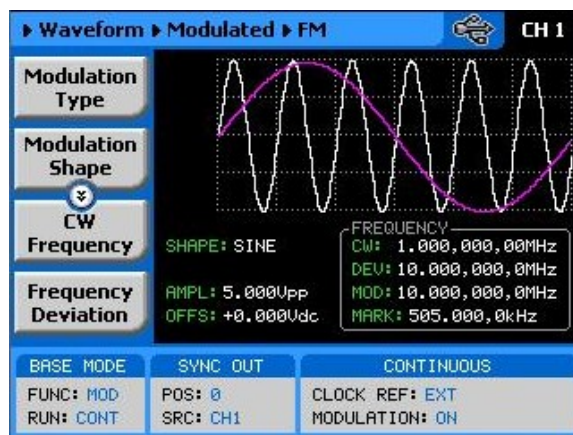 Waveform Modulated FM CH 1
Modulation
Type
Modulation
Shape
CW
Frequency
Frequency
Deviation
SHAPE: SINE
AMPL: 5.000Vpp
OFFS: +0.000Vdc
FREQUENCY
CW: 1.000,000,00MHz
DEV: 10.000,000,0MHz
MOD: 10.000,000,0MHz
MARK: 505.000,0kHz
BASE MODE
FUNC: MOD
RUN: CONT
SYNC OUT
POS: 0
SRC: CH1
CONTINUOUS
CLOCK REF: EXT
MODULATION: ON